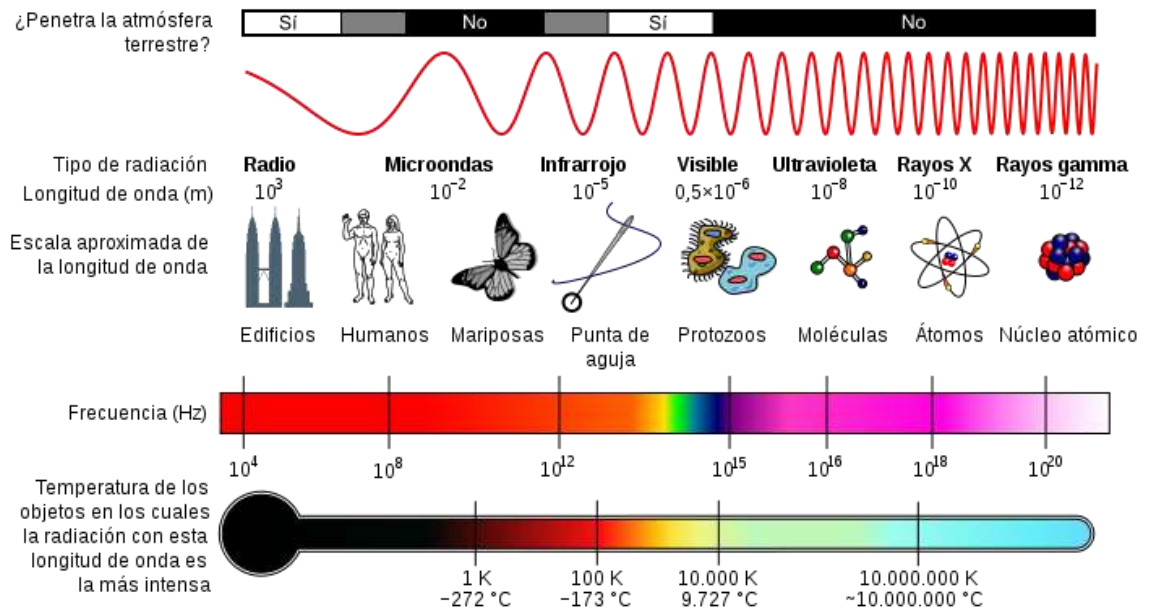 ¿Penetra la atmósfera
terrestre?
Sí
No
Sí
No
Tipo de radiación
Radio
Microondas
Infrarrojo
Visible
Ultravioleta
Rayos X
Rayos gamma
Longitud de onda (m)
10³
10⁻²
10⁻⁵
0,5×10⁻⁶
10⁻⁸
10⁻¹⁰
10⁻¹²
Escala aproximada de
la longitud de onda
Edificios
Humanos
Mariposas
Punta de
aguja
Protozoos
Moléculas
Átomos
Núcleo atómico
Frecuencia (Hz)
10⁴
10⁸
10¹²
10¹⁵
10¹⁶
10¹⁸
10²⁰
Temperatura de los
objetos en los cuales
la radiación con esta
longitud de onda es
la más intensa
1 K
−272 °C
100 K
−173 °C
10.000 K
9.727 °C
10.000.000 K
~10.000.000 °C